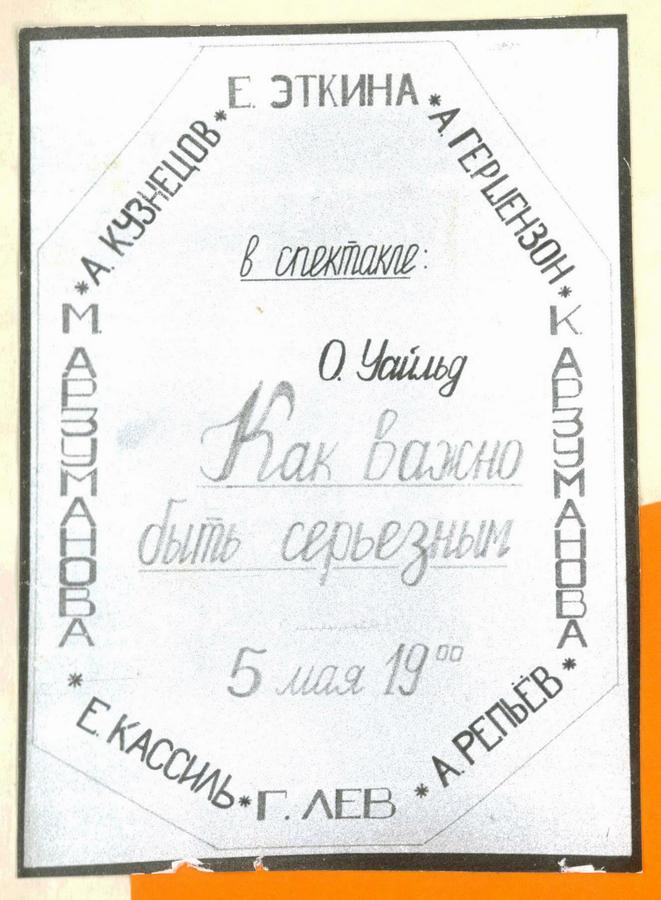 Е. ЭТКИНА *
А. ГЕРЦЕНЗОН *
К. АРЗУМАНОВА *
А. РЕПЬЁВ *
Г. ЛЕВ *
Е. КАССИЛЬ *
М. АРЗУМАНОВА *
А. КУЗНЕЦОВ *
в спектакле:
О. Уайльд
Как важно
быть серьезным
5 мая 19⁰⁰